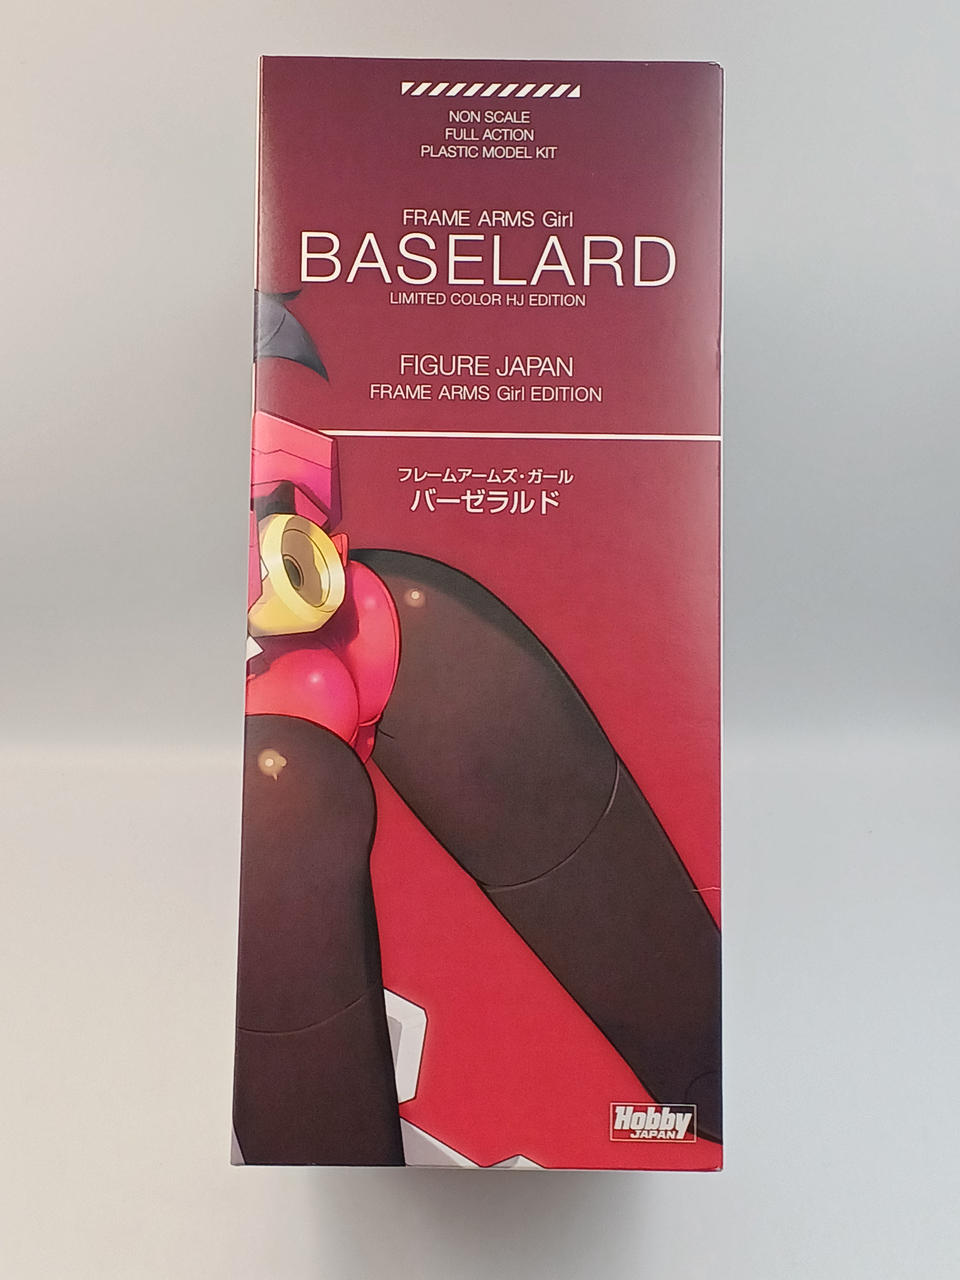 NON SCALE
FULL ACTION
PLASTIC MODEL KIT
FRAME ARMS Girl
BASELARD
LIMITED COLOR HJ EDITION
FIGURE JAPAN
FRAME ARMS Girl EDITION
フレームアームズ・ガール
バーゼラルド
Hobby
JAPAN